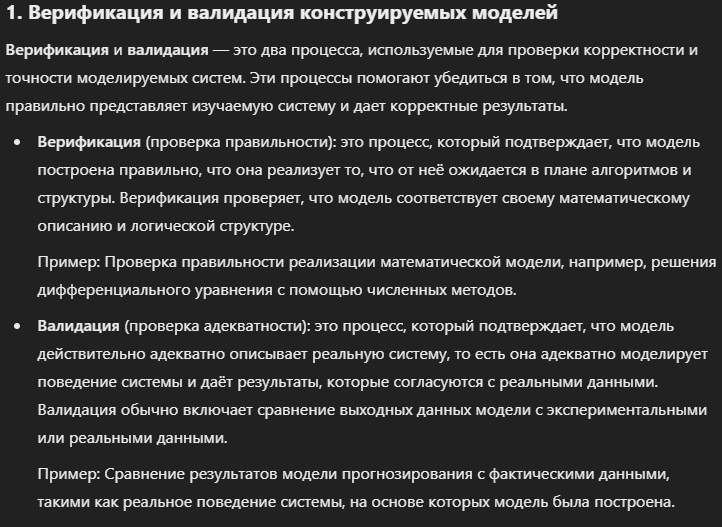 1. Верификация и валидация конструируемых моделей
Верификация и валидация — это два процесса, используемые для проверки корректности и
точности моделируемых систем. Эти процессы помогают убедиться в том, что модель
правильно представляет изучаемую систему и дает корректные результаты.
• Верификация (проверка правильности): это процесс, который подтверждает, что модель
построена правильно, что она реализует то, что от неё ожидается в плане алгоритмов и
структуры. Верификация проверяет, что модель соответствует своему математическому
описанию и логической структуре.
Пример: Проверка правильности реализации математической модели, например, решения
дифференциального уравнения с помощью численных методов.
• Валидация (проверка адекватности): это процесс, который подтверждает, что модель
действительно адекватно описывает реальную систему, то есть она адекватно моделирует
поведение системы и даёт результаты, которые согласуются с реальными данными.
Валидация обычно включает сравнение выходных данных модели с экспериментальными
или реальными данными.
Пример: Сравнение результатов модели прогнозирования с фактическими данными,
такими как реальное поведение системы, на основе которых модель была построена.